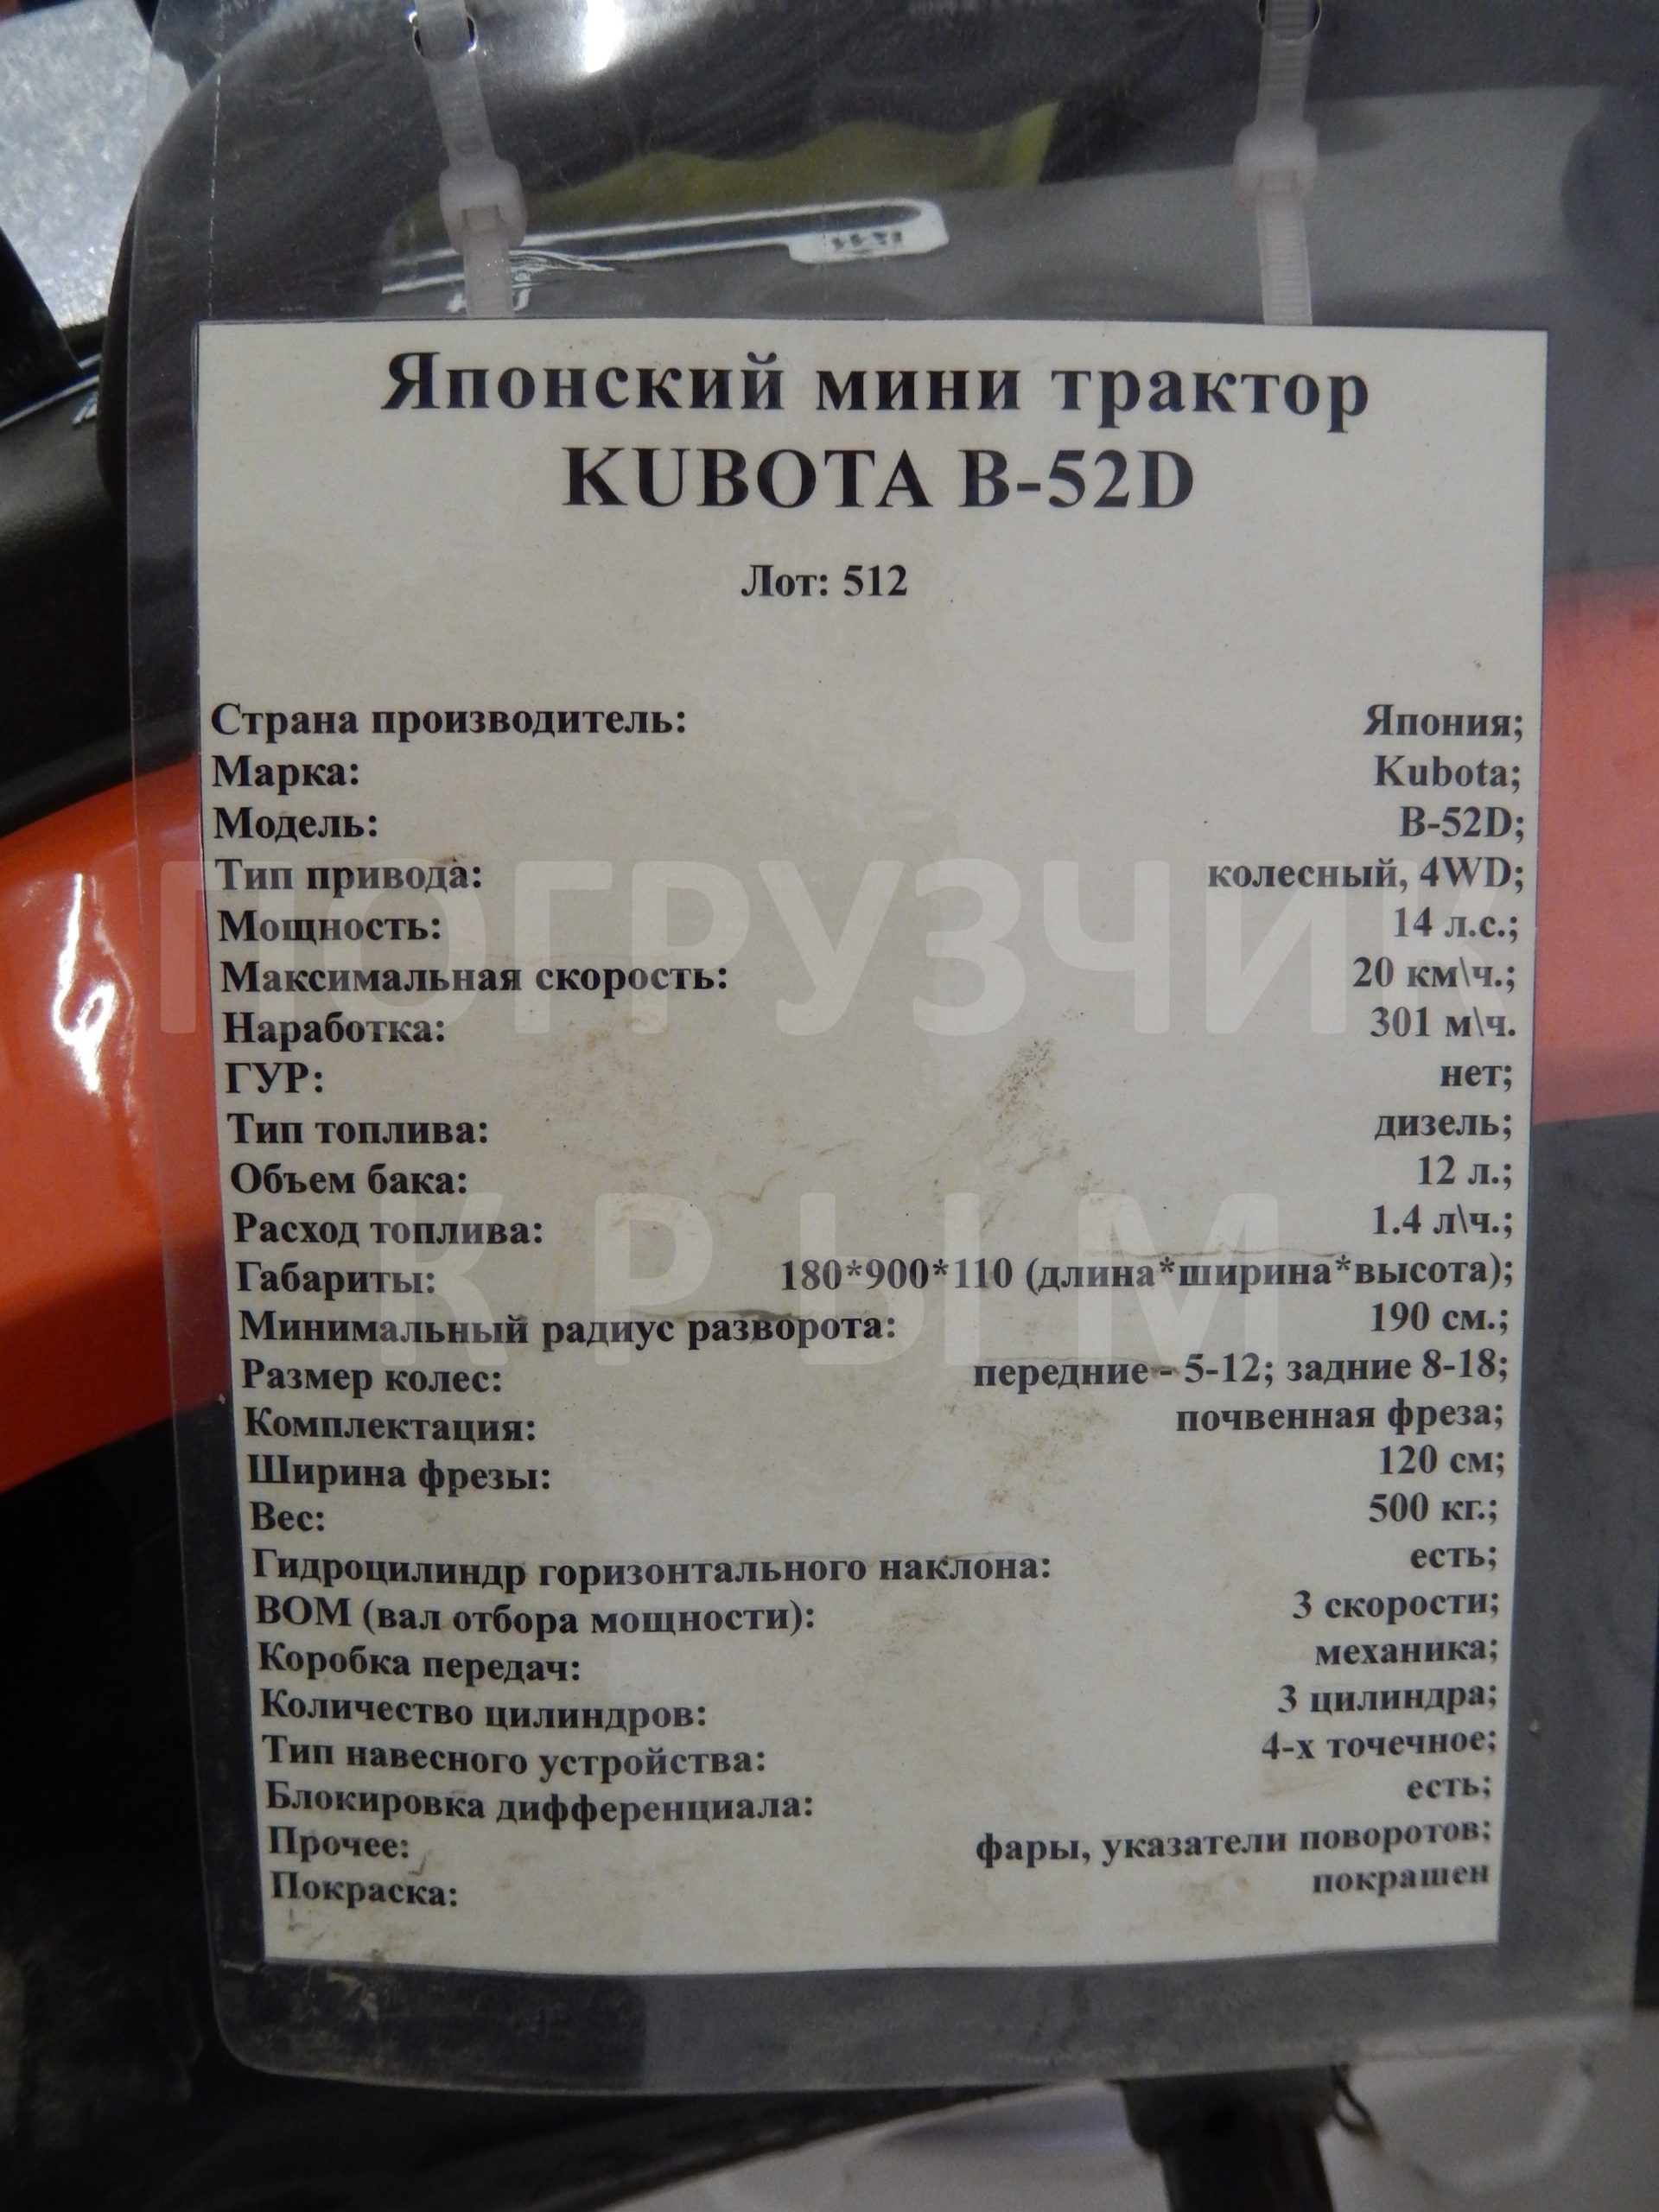 Японский мини трактор
KUBOTA B-52D
Лот: 512
Страна производитель: Япония;
Марка: Kubota;
Модель: B-52D;
Тип привода: колесный, 4WD;
Мощность: 14 л.с.;
Максимальная скорость: 20 км\ч.;
Наработка: 301 м\ч.
ГУР: нет;
Тип топлива: дизель;
Объем бака: 12 л.;
Расход топлива: 1.4 л\ч.;
Габариты: 180*900*110 (длина*ширина*высота);
Минимальный радиус разворота: 190 см.;
Размер колес: передние - 5-12; задние 8-18;
Комплектация: почвенная фреза;
Ширина фрезы: 120 см;
Вес: 500 кг.;
Гидроцилиндр горизонтального наклона: есть;
ВОМ (вал отбора мощности): 3 скорости;
Коробка передач: механика;
Количество цилиндров: 3 цилиндра;
Тип навесного устройства: 4-х точечное;
Блокировка дифференциала: есть;
Прочее: фары, указатели поворотов;
Покраска: покрашен
ПОГРУЗЧИК
КРЫМ